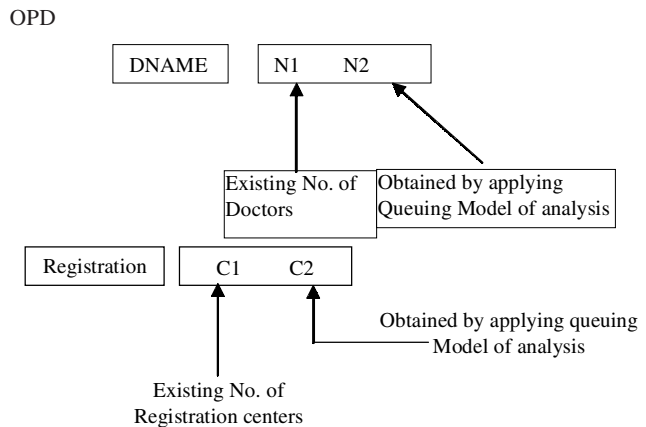 OPD
DNAME N1 N2
Existing No. of
Doctors
Obtained by applying
Queuing Model of analysis
Registration C1 C2
Obtained by applying queuing
Model of analysis
Existing No. of
Registration centers